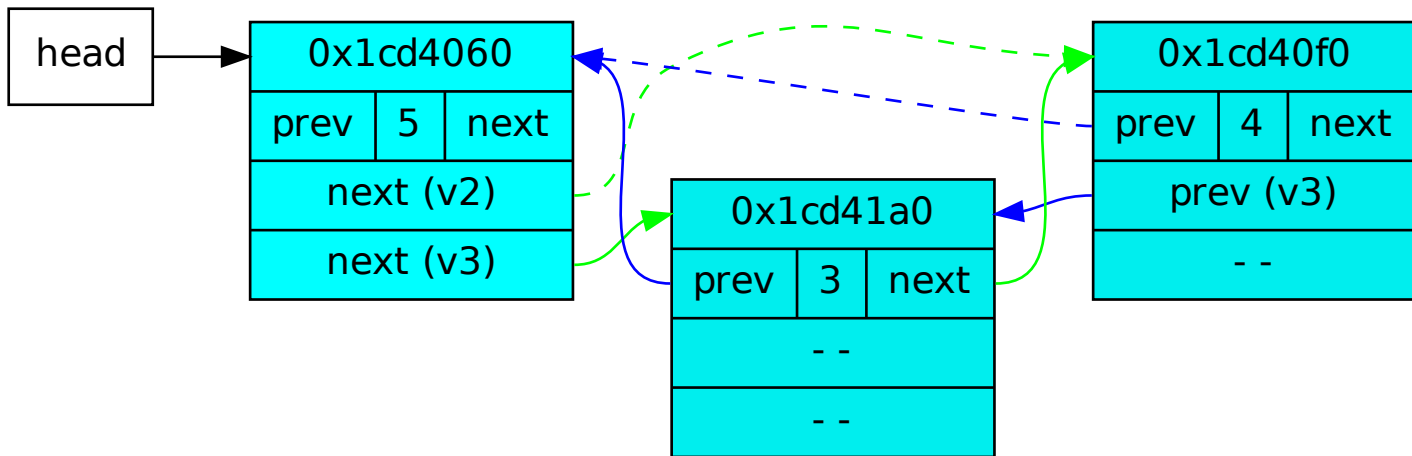 head
0x1cd4060
prev 5 next
next (v2)
next (v3)
0x1cd41a0
prev 3 next
- -
- -
0x1cd40f0
prev 4 next
prev (v3)
- -